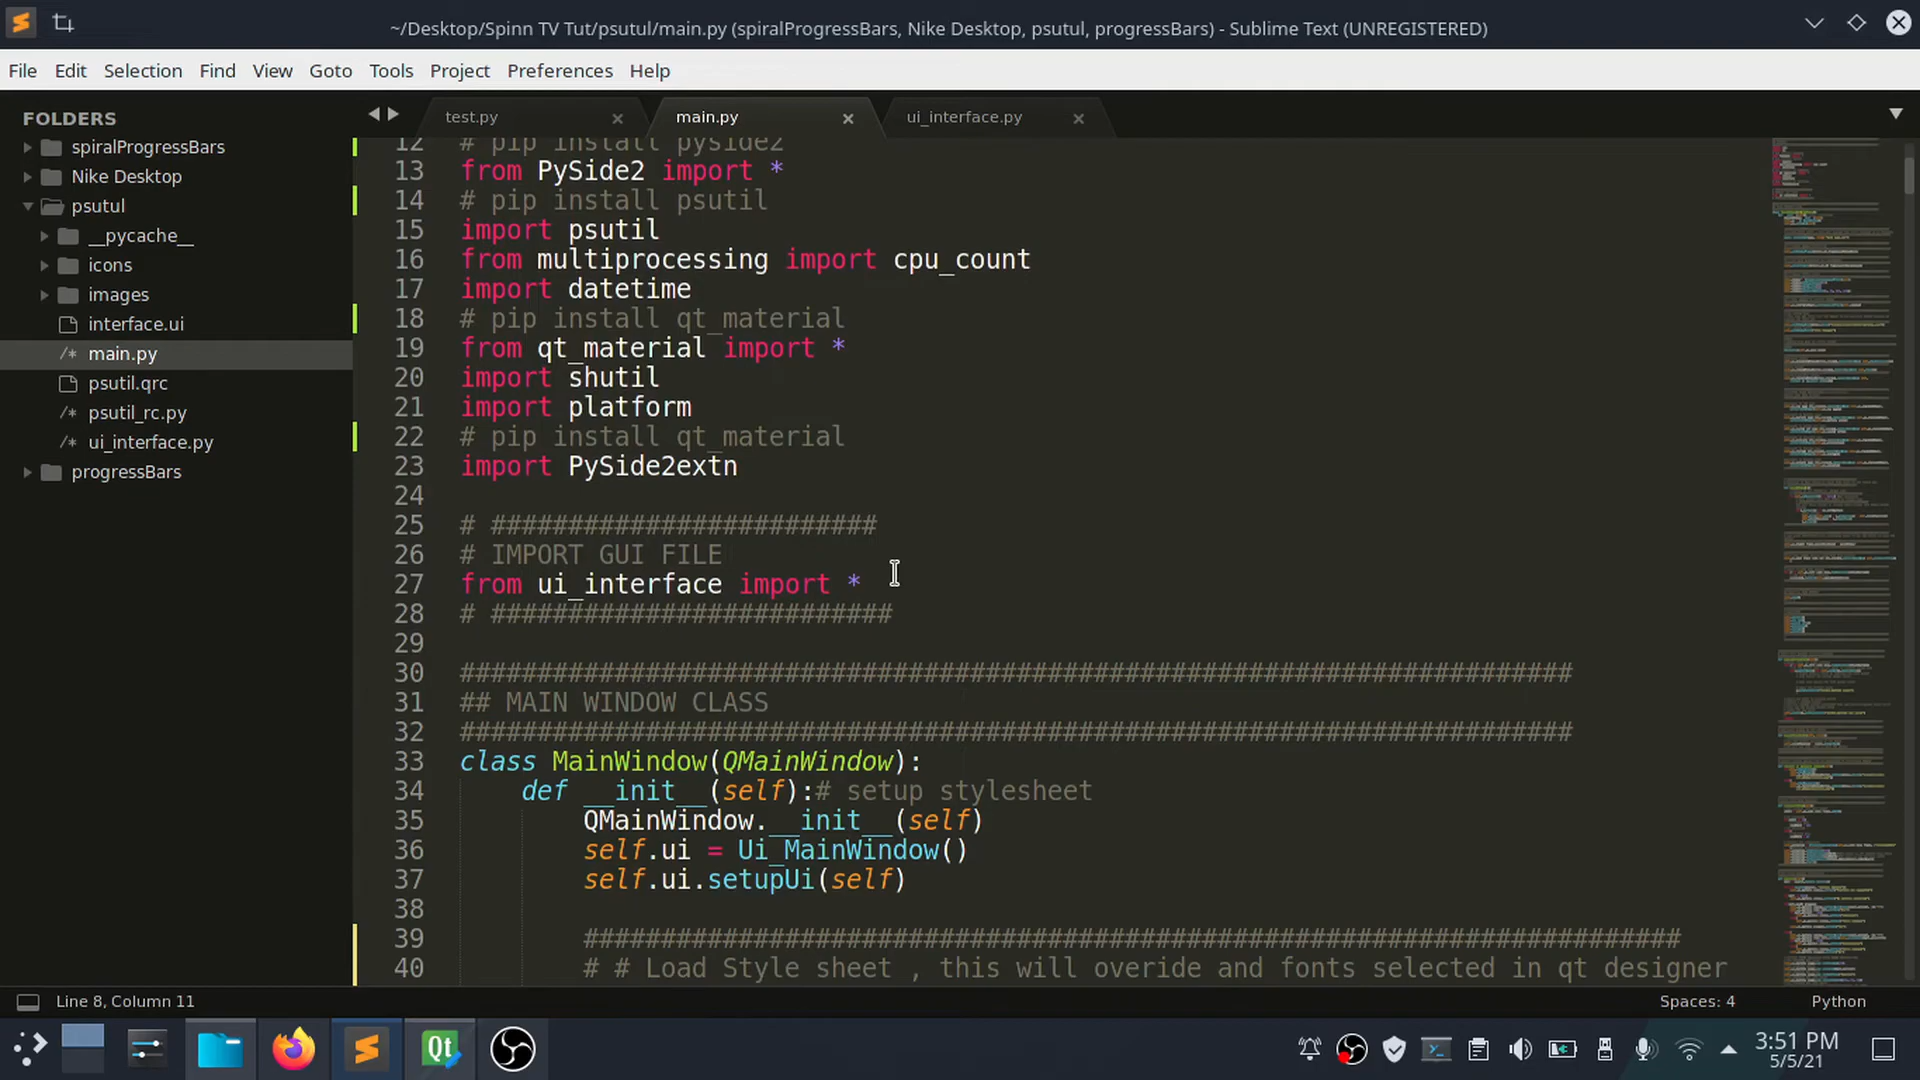 ~/Desktop/Spinn TV Tut/psutul/main.py (spiralProgressBars, Nike Desktop, psutul, progressBars) - Sublime Text (UNREGISTERED)
File Edit Selection Find View Goto Tools Project Preferences Help
FOLDERS
spiralProgressBars
Nike Desktop
psutul
__pycache__
icons
images
interface.ui
/* main.py
psutil.qrc
/* psutil_rc.py
/* ui_interface.py
progressBars
test.py main.py ui_interface.py
12 # pip install pyside2
13 from PySide2 import *
14 # pip install psutil
15 import psutil
16 from multiprocessing import cpu_count
17 import datetime
18 # pip install qt_material
19 from qt_material import *
20 import shutil
21 import platform
22 # pip install qt_material
23 import PySide2extn
24
25 # #########################
26 # IMPORT GUI FILE
27 from ui_interface import *
28 # ##########################
29
30 ########################################################################
31 ## MAIN WINDOW CLASS
32 ########################################################################
33 class MainWindow(QMainWindow):
34 def __init__(self):# setup stylesheet
35 QMainWindow.__init__(self)
36 self.ui = Ui_MainWindow()
37 self.ui.setupUi(self)
38
39 #######################################################################
40 # # Load Style sheet , this will overide and fonts selected in qt designer
Line 8, Column 11 Spaces: 4 Python
Qt
3:51 PM
5/5/21